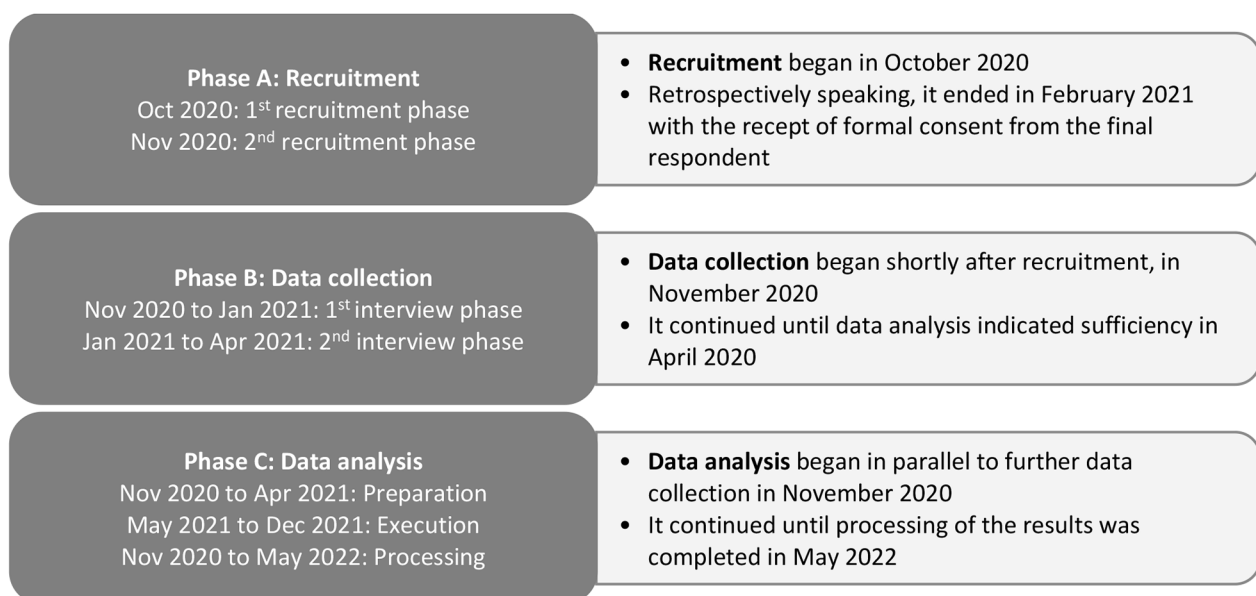 Phase A: Recruitment
Oct 2020: 1st recruitment phase
Nov 2020: 2nd recruitment phase
• Recruitment began in October 2020
• Retrospectively speaking, it ended in February 2021
with the recept of formal consent from the final
respondent
Phase B: Data collection
Nov 2020 to Jan 2021: 1st interview phase
Jan 2021 to Apr 2021: 2nd interview phase
• Data collection began shortly after recruitment, in
November 2020
• It continued until data analysis indicated sufficiency in
April 2020
Phase C: Data analysis
Nov 2020 to Apr 2021: Preparation
May 2021 to Dec 2021: Execution
Nov 2020 to May 2022: Processing
• Data analysis began in parallel to further data
collection in November 2020
• It continued until processing of the results was
completed in May 2022